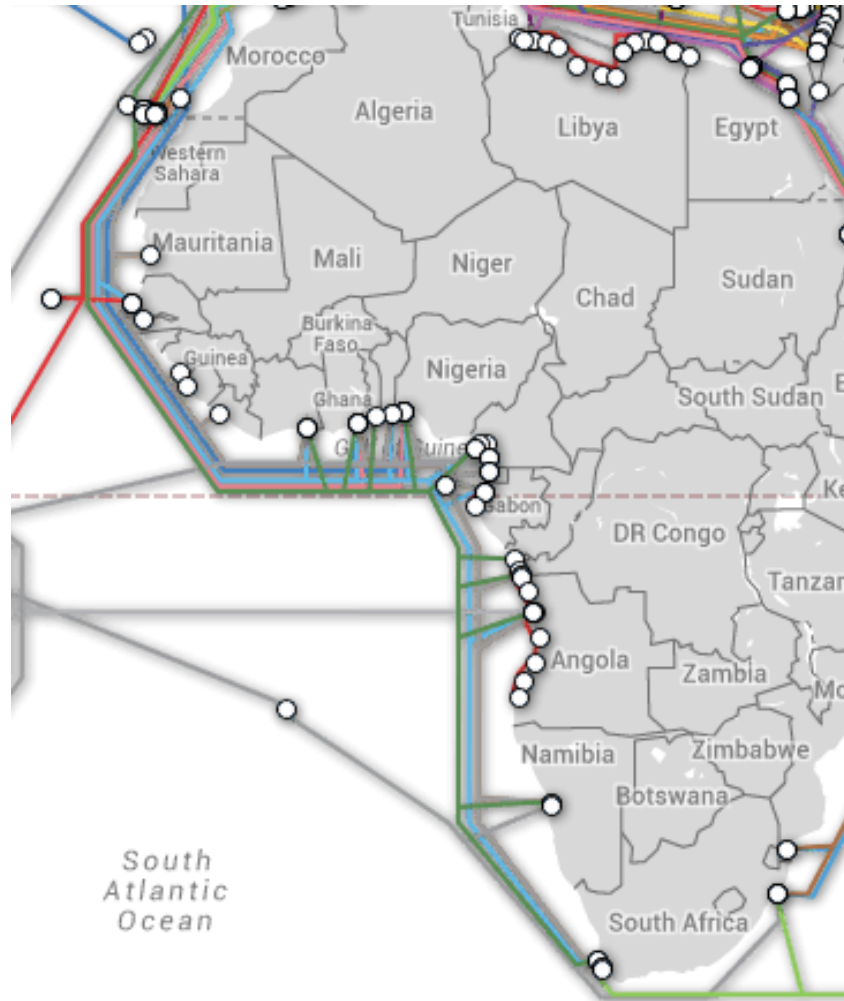 Tunisia
Morocco
Algeria
Libya
Egypt
Western
Sahara
Mauritania
Mali
Niger
Chad
Sudan
Burkina
Faso
Guinea
Nigeria
Ghana
South Sudan
Gabon
DR Congo
Tanzan
Angola
Zambia
Namibia
Zimbabwe
Botswana
South
Atlantic
Ocean
South Africa